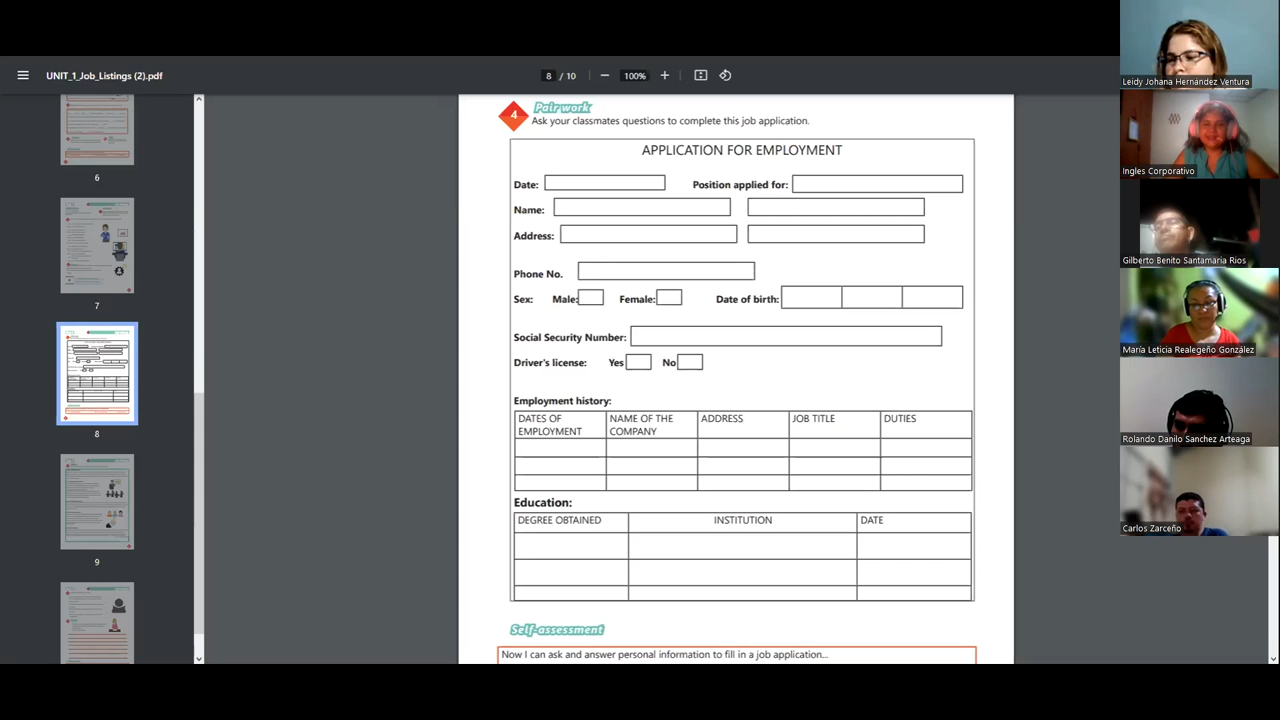 UNIT_1_Job_Listings (2).pdf
8 / 10
100%
6
7
8
9
4
Pair work
Ask your classmates questions to complete this job application.
APPLICATION FOR EMPLOYMENT
Date:
Position applied for:
Name:
Address:
Phone No.
Sex: Male: Female:
Date of birth:
Social Security Number:
Driver's license: Yes No
Employment history:
DATES OF EMPLOYMENT
NAME OF THE COMPANY
ADDRESS
JOB TITLE
DUTIES
Education:
DEGREE OBTAINED
INSTITUTION
DATE
Self-assessment
Now I can ask and answer personal information to fill in a job application...
Leidy Johana Hernández Ventura
Ingles Corporativo
Gilberto Benito Santamaria Rios
María Leticia Realegeño González
Rolando Danilo Sanchez Arteaga
Carlos Zarceño